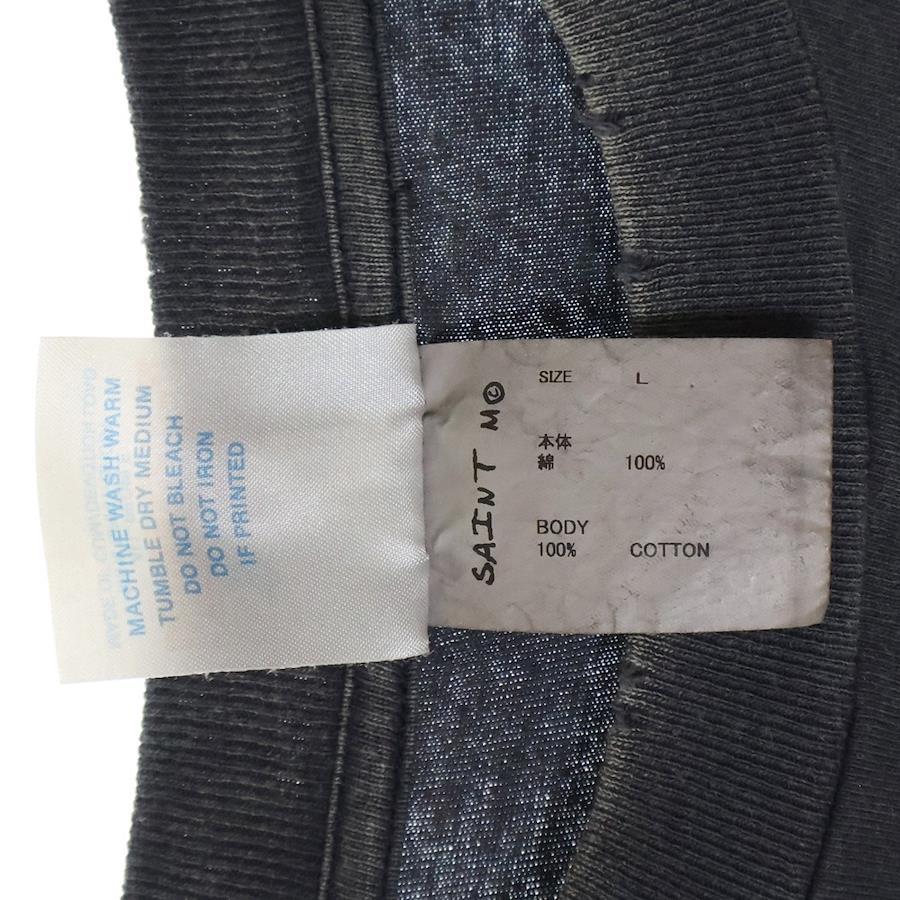 MACHINE WASH WARM
TUMBLE DRY MEDIUM
DO NOT BLEACH
DO NOT IRON
IF PRINTED
SAINT M©
SIZE L
本体
綿 100%
BODY
100% COTTON